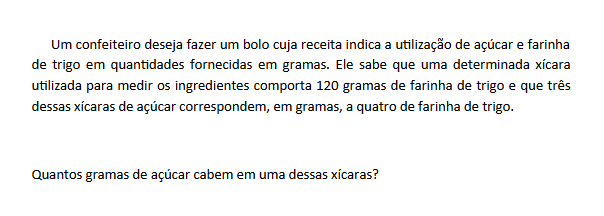 Um confeiteiro deseja fazer um bolo cuja receita indica a utilização de açúcar e farinha
de trigo em quantidades fornecidas em gramas. Ele sabe que uma determinada xícara
utilizada para medir os ingredientes comporta 120 gramas de farinha de trigo e que três
dessas xícaras de açúcar correspondem, em gramas, a quatro de farinha de trigo.
Quantos gramas de açúcar cabem em uma dessas xícaras?